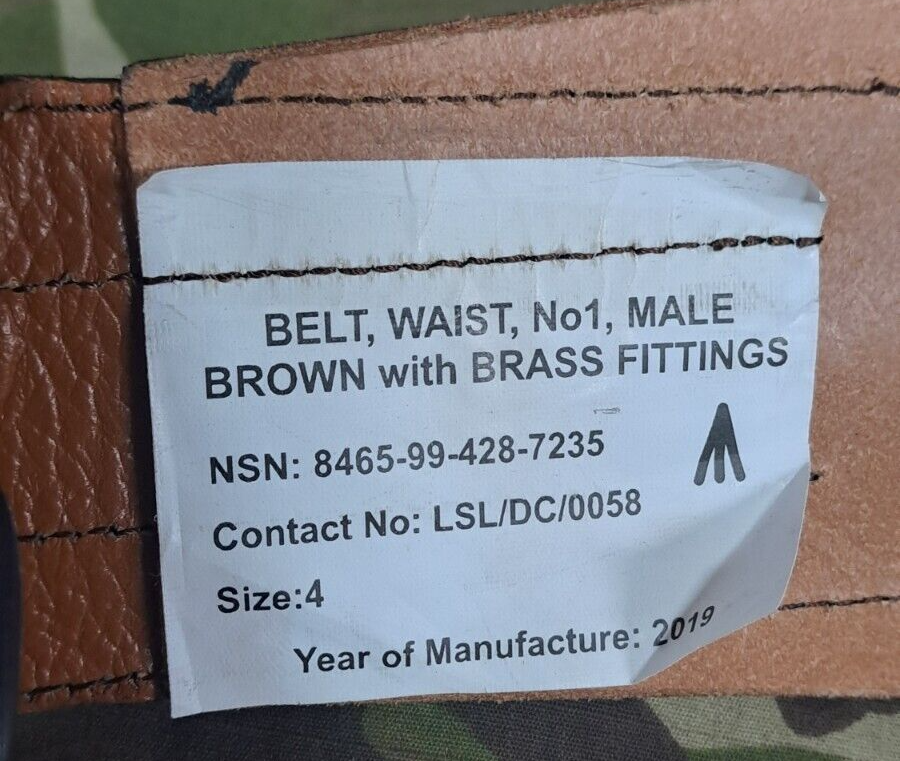 BELT, WAIST, No1, MALE
BROWN with BRASS FITTINGS
NSN: 8465-99-428-7235
Contact No: LSL/DC/0058
Size:4
Year of Manufacture: 2019